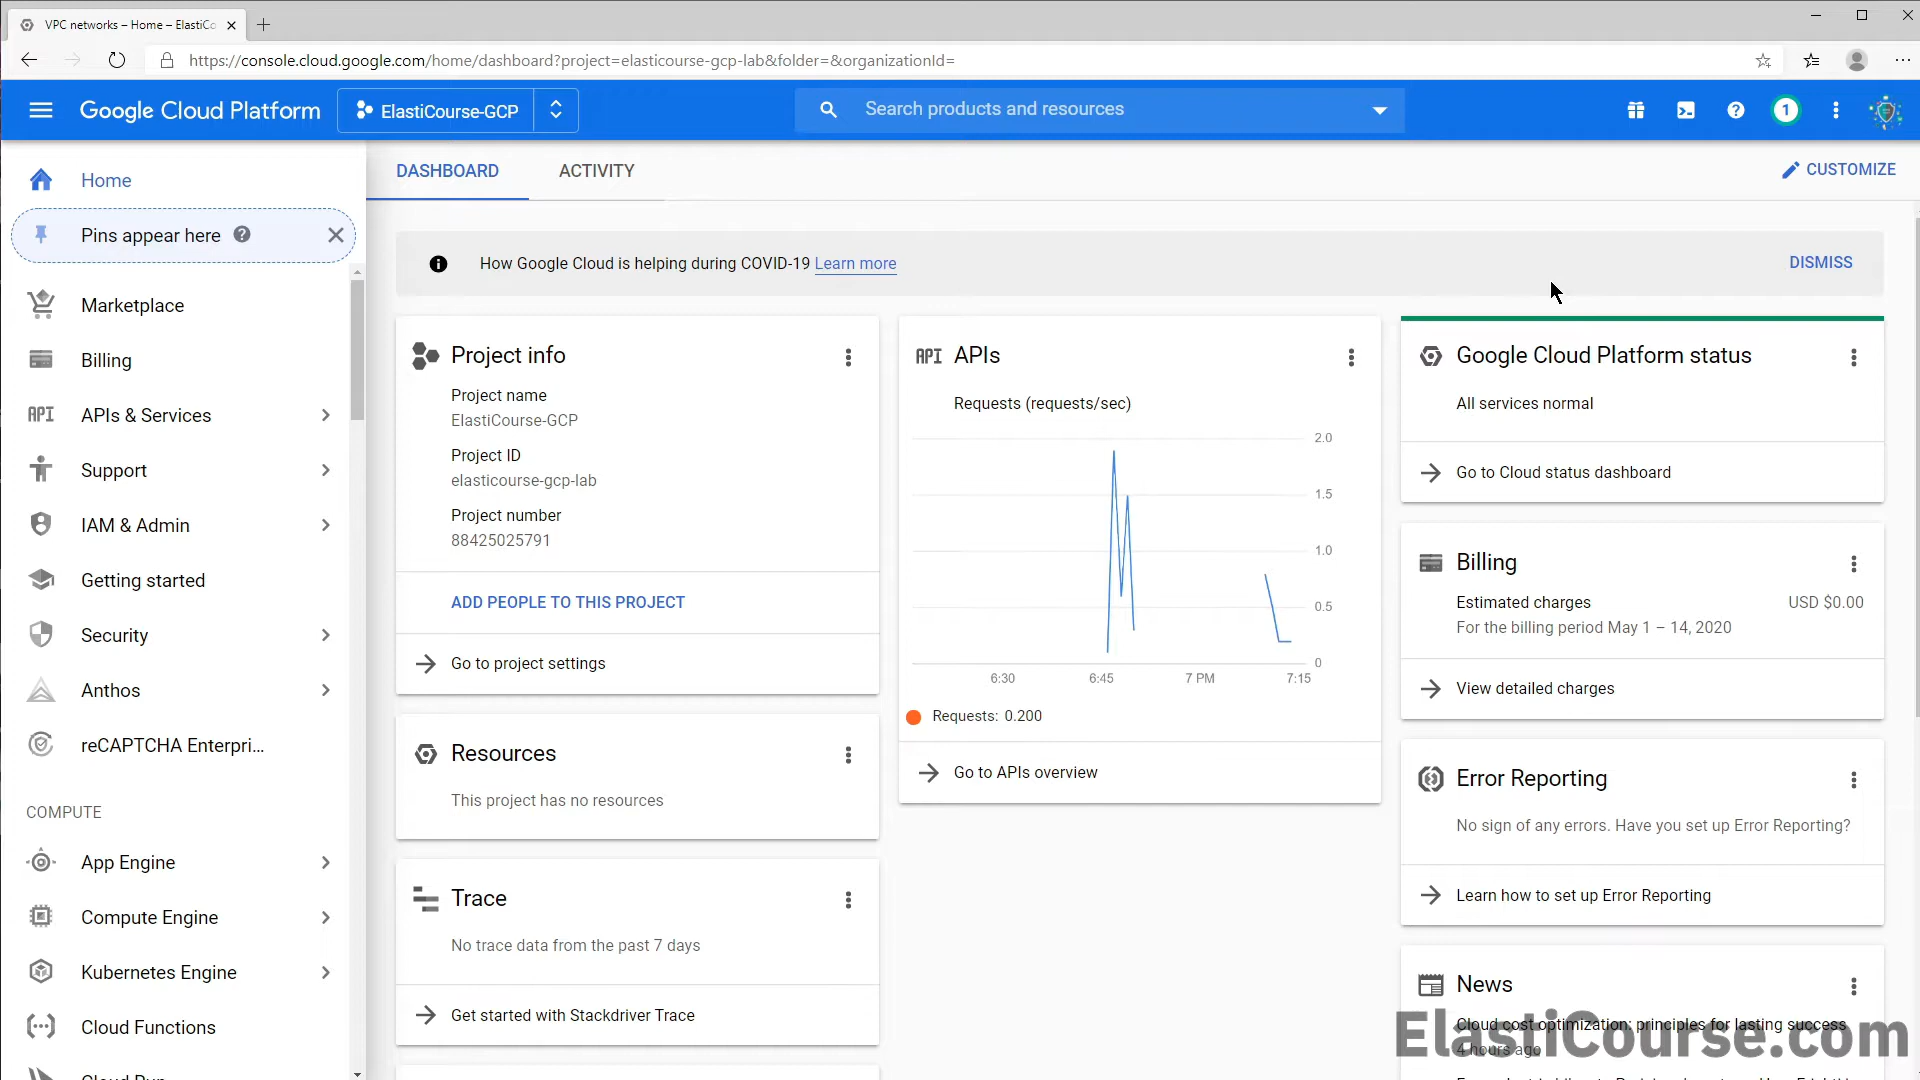 VPC networks – Home – ElastiCo
https://console.cloud.google.com/home/dashboard?project=elasticourse-gcp-lab&folder=&organizationId=
Google Cloud Platform
ElastiCourse-GCP
Search products and resources
1
Home
Pins appear here
Marketplace
Billing
API APIs & Services
Support
IAM & Admin
Getting started
Security
Anthos
reCAPTCHA Enterpri...
COMPUTE
App Engine
Compute Engine
Kubernetes Engine
Cloud Functions
Cloud Run
DASHBOARD
ACTIVITY
CUSTOMIZE
How Google Cloud is helping during COVID-19 Learn more
DISMISS
Project info
Project name
ElastiCourse-GCP
Project ID
elasticourse-gcp-lab
Project number
88425025791
ADD PEOPLE TO THIS PROJECT
Go to project settings
Resources
This project has no resources
Trace
No trace data from the past 7 days
Get started with Stackdriver Trace
API APIs
Requests (requests/sec)
2.0
1.5
1.0
0.5
0
6:30 6:45 7 PM 7:15
Requests: 0.200
Go to APIs overview
Google Cloud Platform status
All services normal
Go to Cloud status dashboard
Billing
Estimated charges USD $0.00
For the billing period May 1 – 14, 2020
View detailed charges
Error Reporting
No sign of any errors. Have you set up Error Reporting?
Learn how to set up Error Reporting
News
Cloud cost optimization: principles for lasting success
4 hours ago
ElastiCourse.com